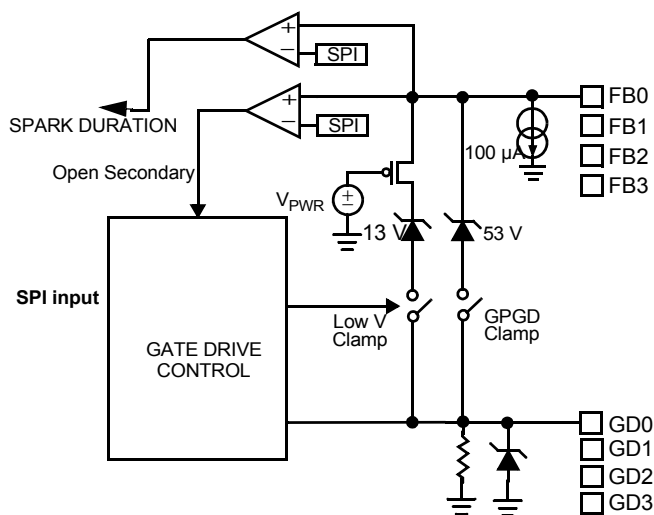 +
−
SPI
SPARK DURATION
+
−
SPI
FB0
FB1
FB2
FB3
100 µA
Open Secondary
VPWR
+
−
13 V
53 V
SPI input
Low V
Clamp
GPGD
Clamp
GATE DRIVE
CONTROL
GD0
GD1
GD2
GD3